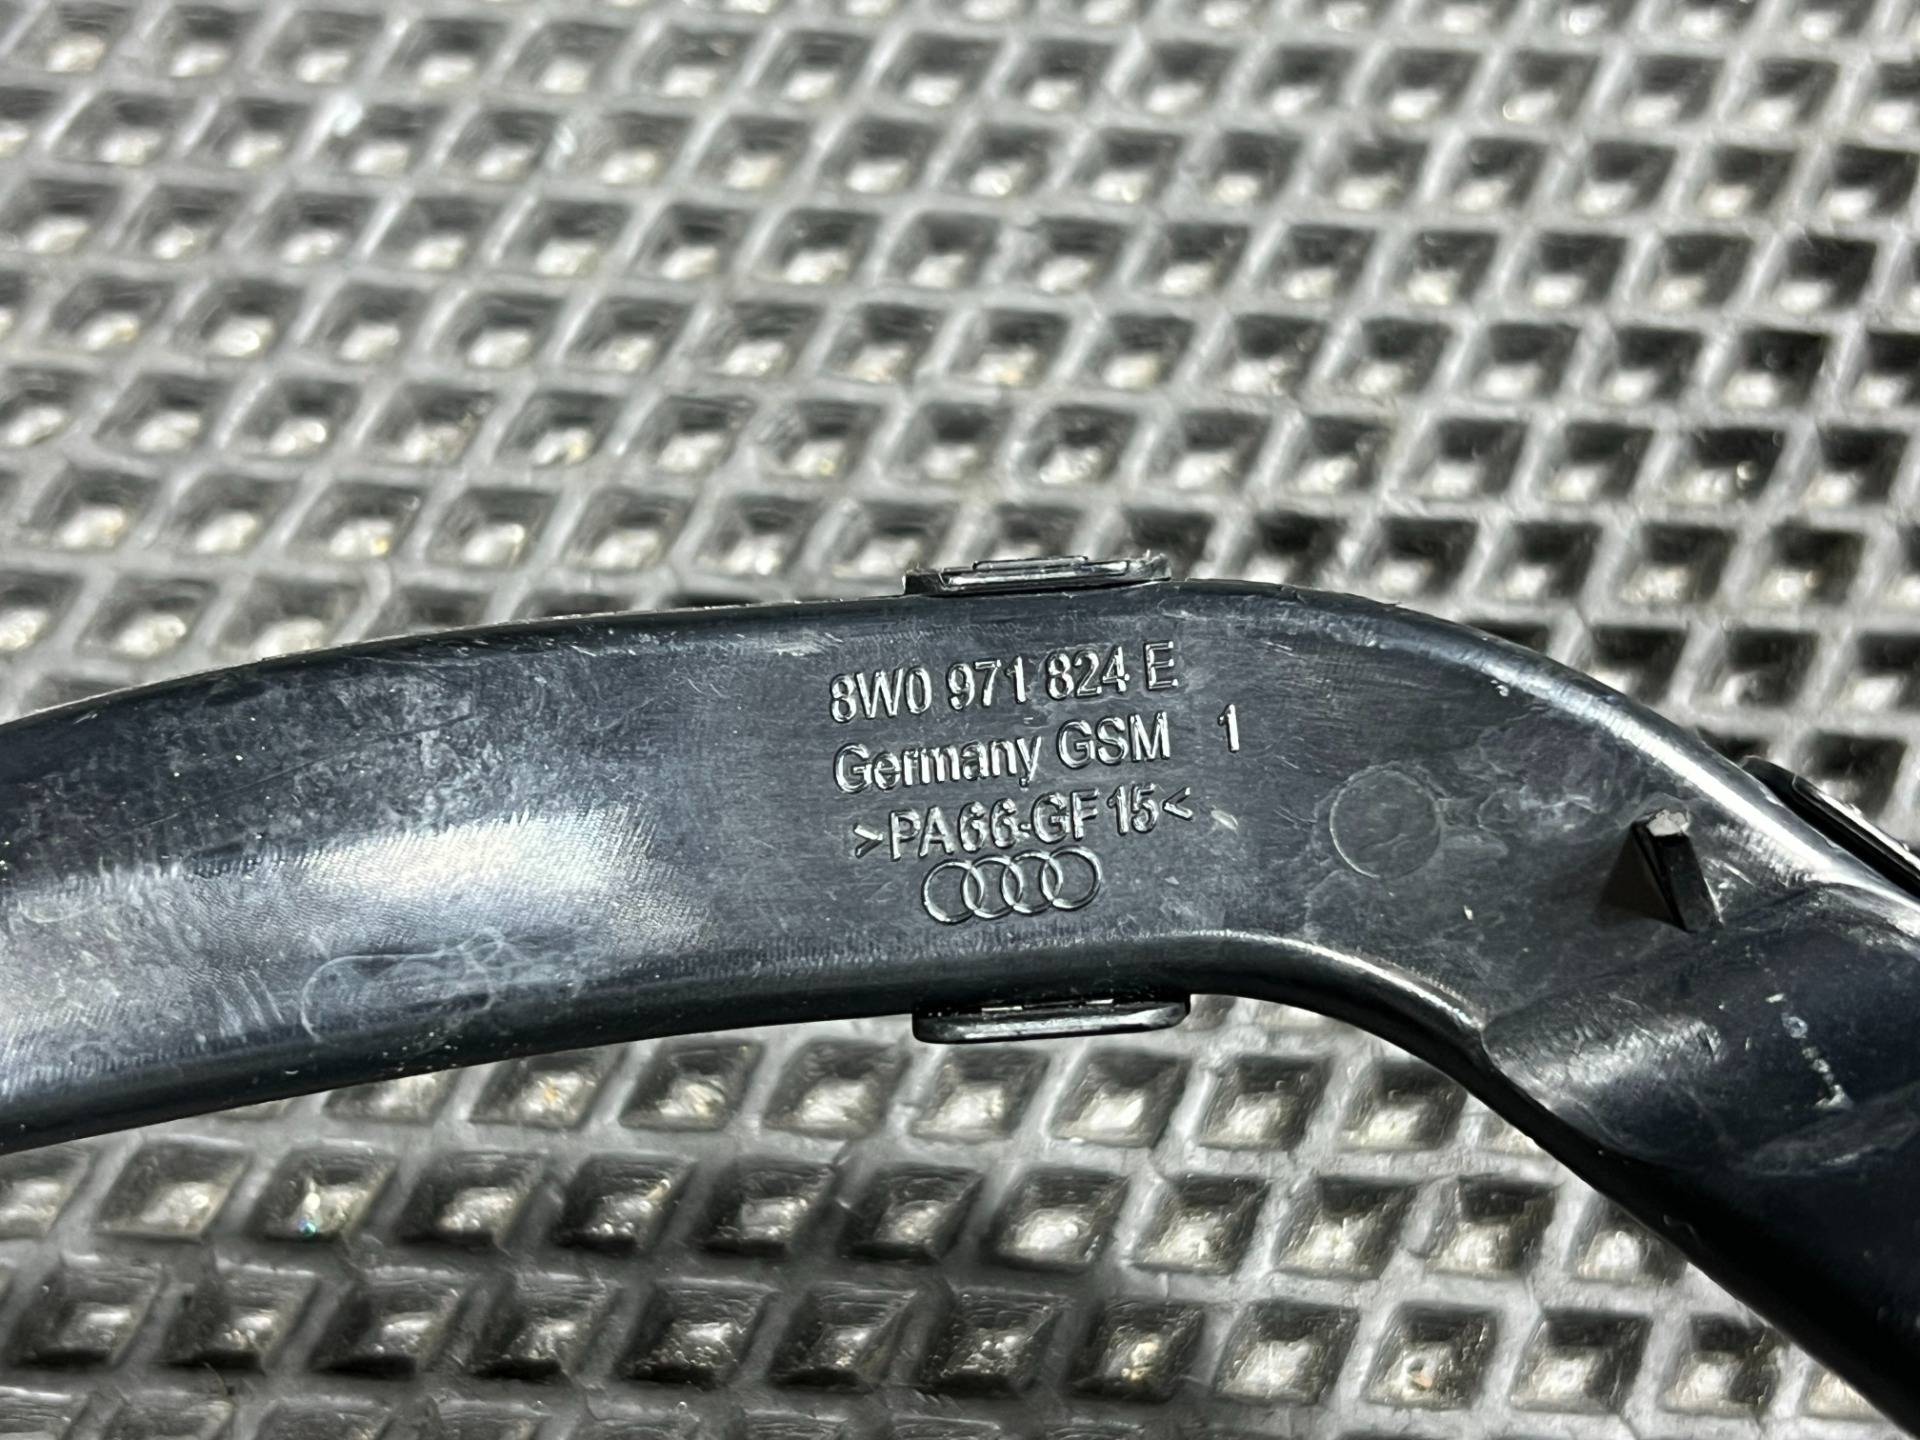 8W0 971 824 E
Germany GSM 1
>PA66-GF15<